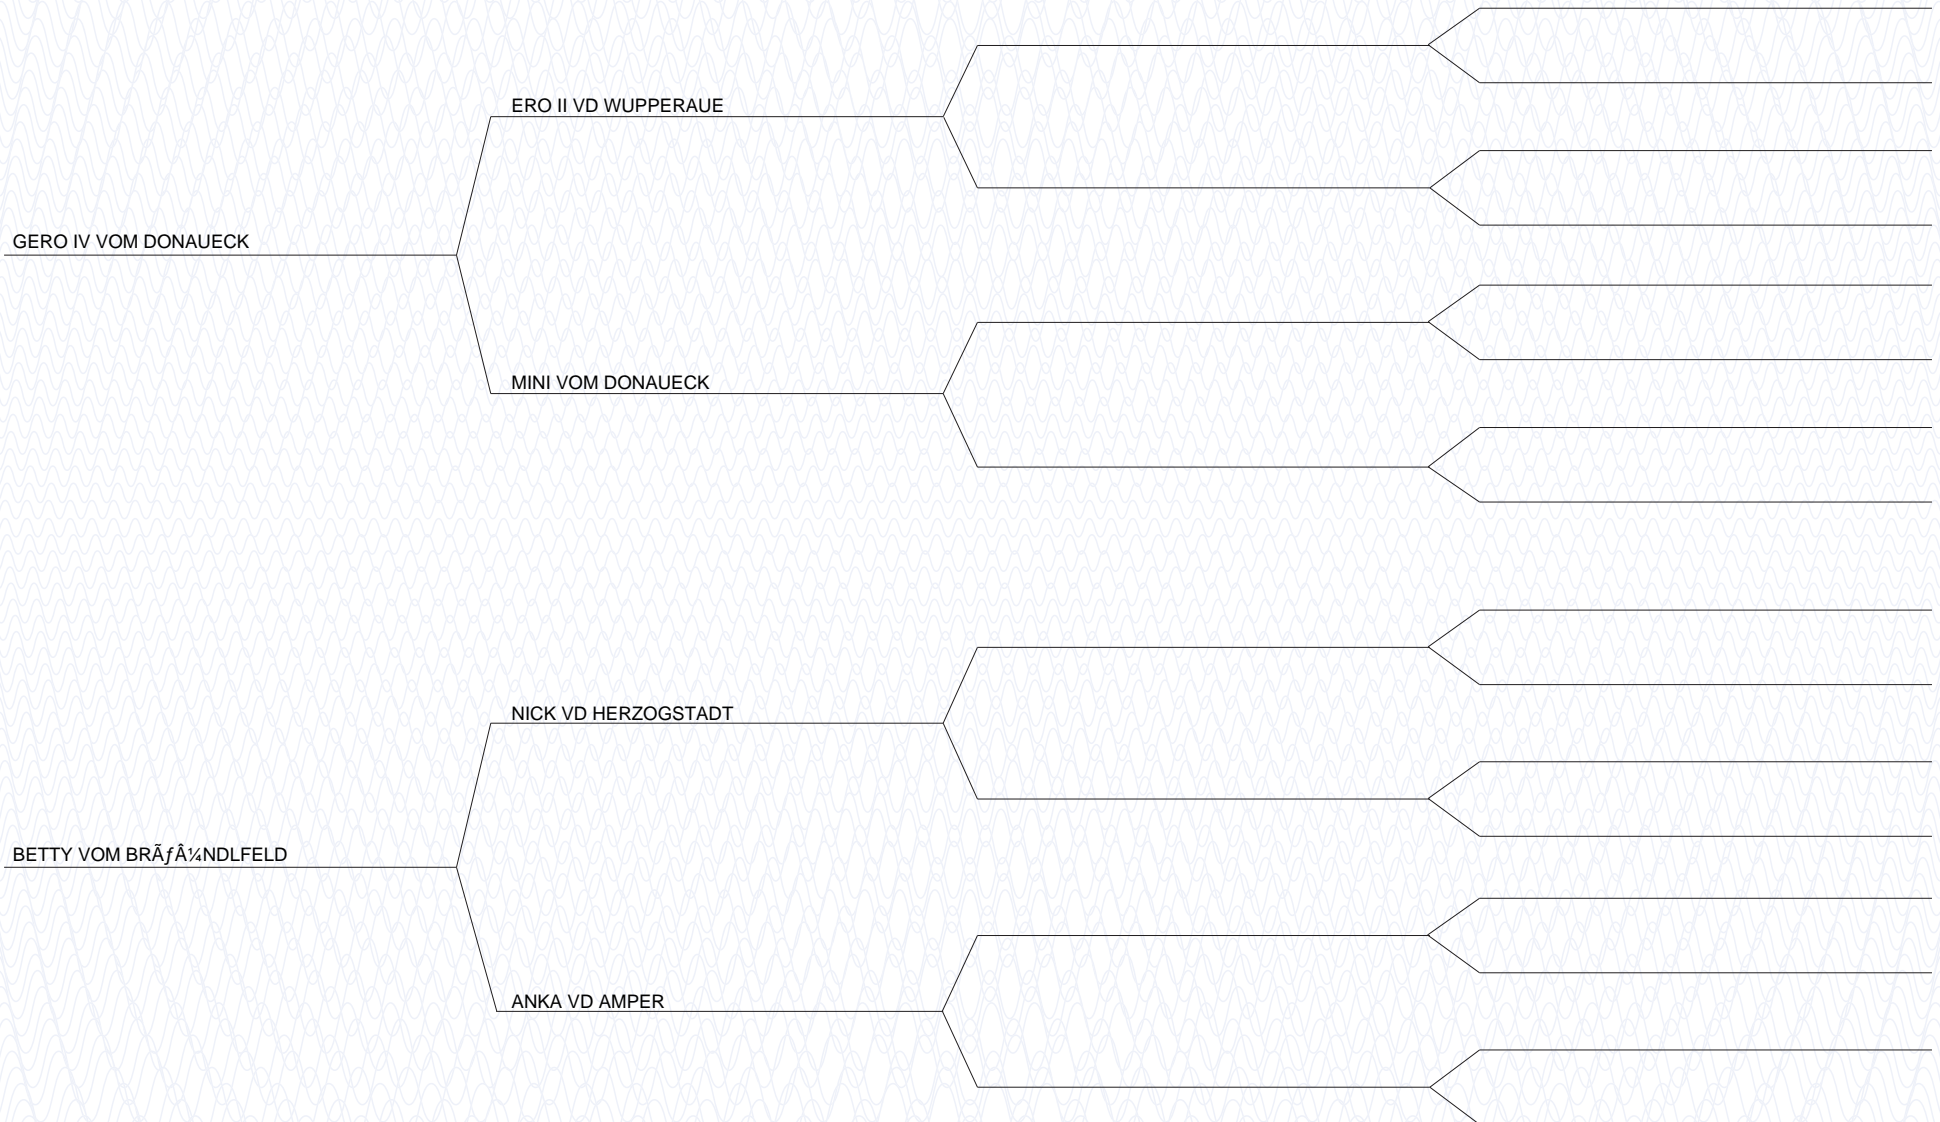 ERO II VD WUPPERAUE
GERO IV VOM DONAUECK
MINI VOM DONAUECK
NICK VD HERZOGSTADT
BETTY VOM BRÃƒÂ¼NDLFELD
ANKA VD AMPER